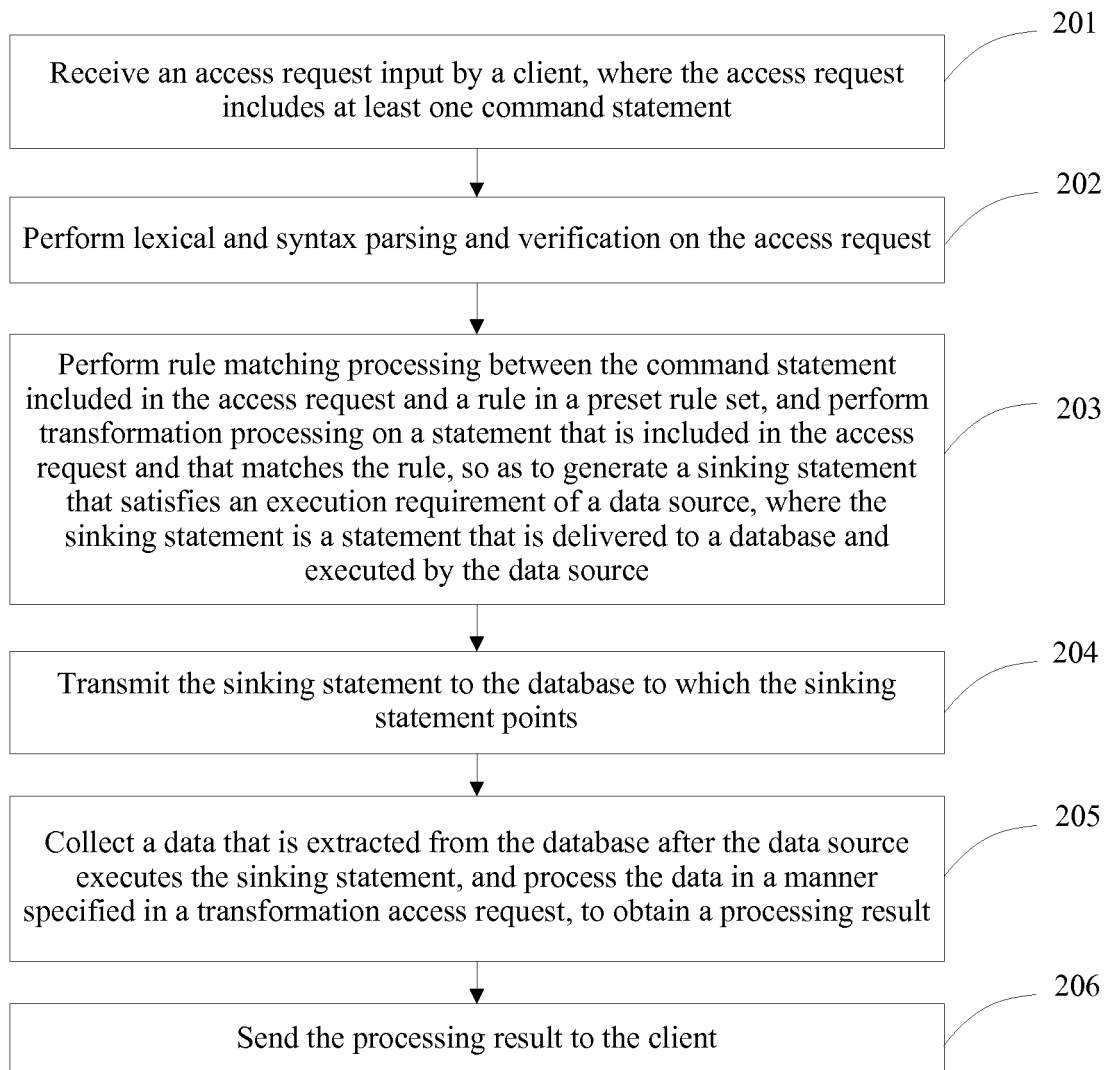 201
Receive an access request input by a client, where the access request
includes at least one command statement
202
Perform lexical and syntax parsing and verification on the access request
Perform rule matching processing between the command statement
included in the access request and a rule in a preset rule set, and perform
203
transformation processing on a statement that is included in the access
request and that matches the rule, so as to generate a sinking statement
that satisfies an execution requirement of a data source, where the
sinking statement is a statement that is delivered to a database and
executed by the data source
204
Transmit the sinking statement to the database to which the sinking
statement points
205
Collect a data that is extracted from the database after the data source
executes the sinking statement, and process the data in a manner
specified in a transformation access request, to obtain a processing result
206
Send the processing result to the client